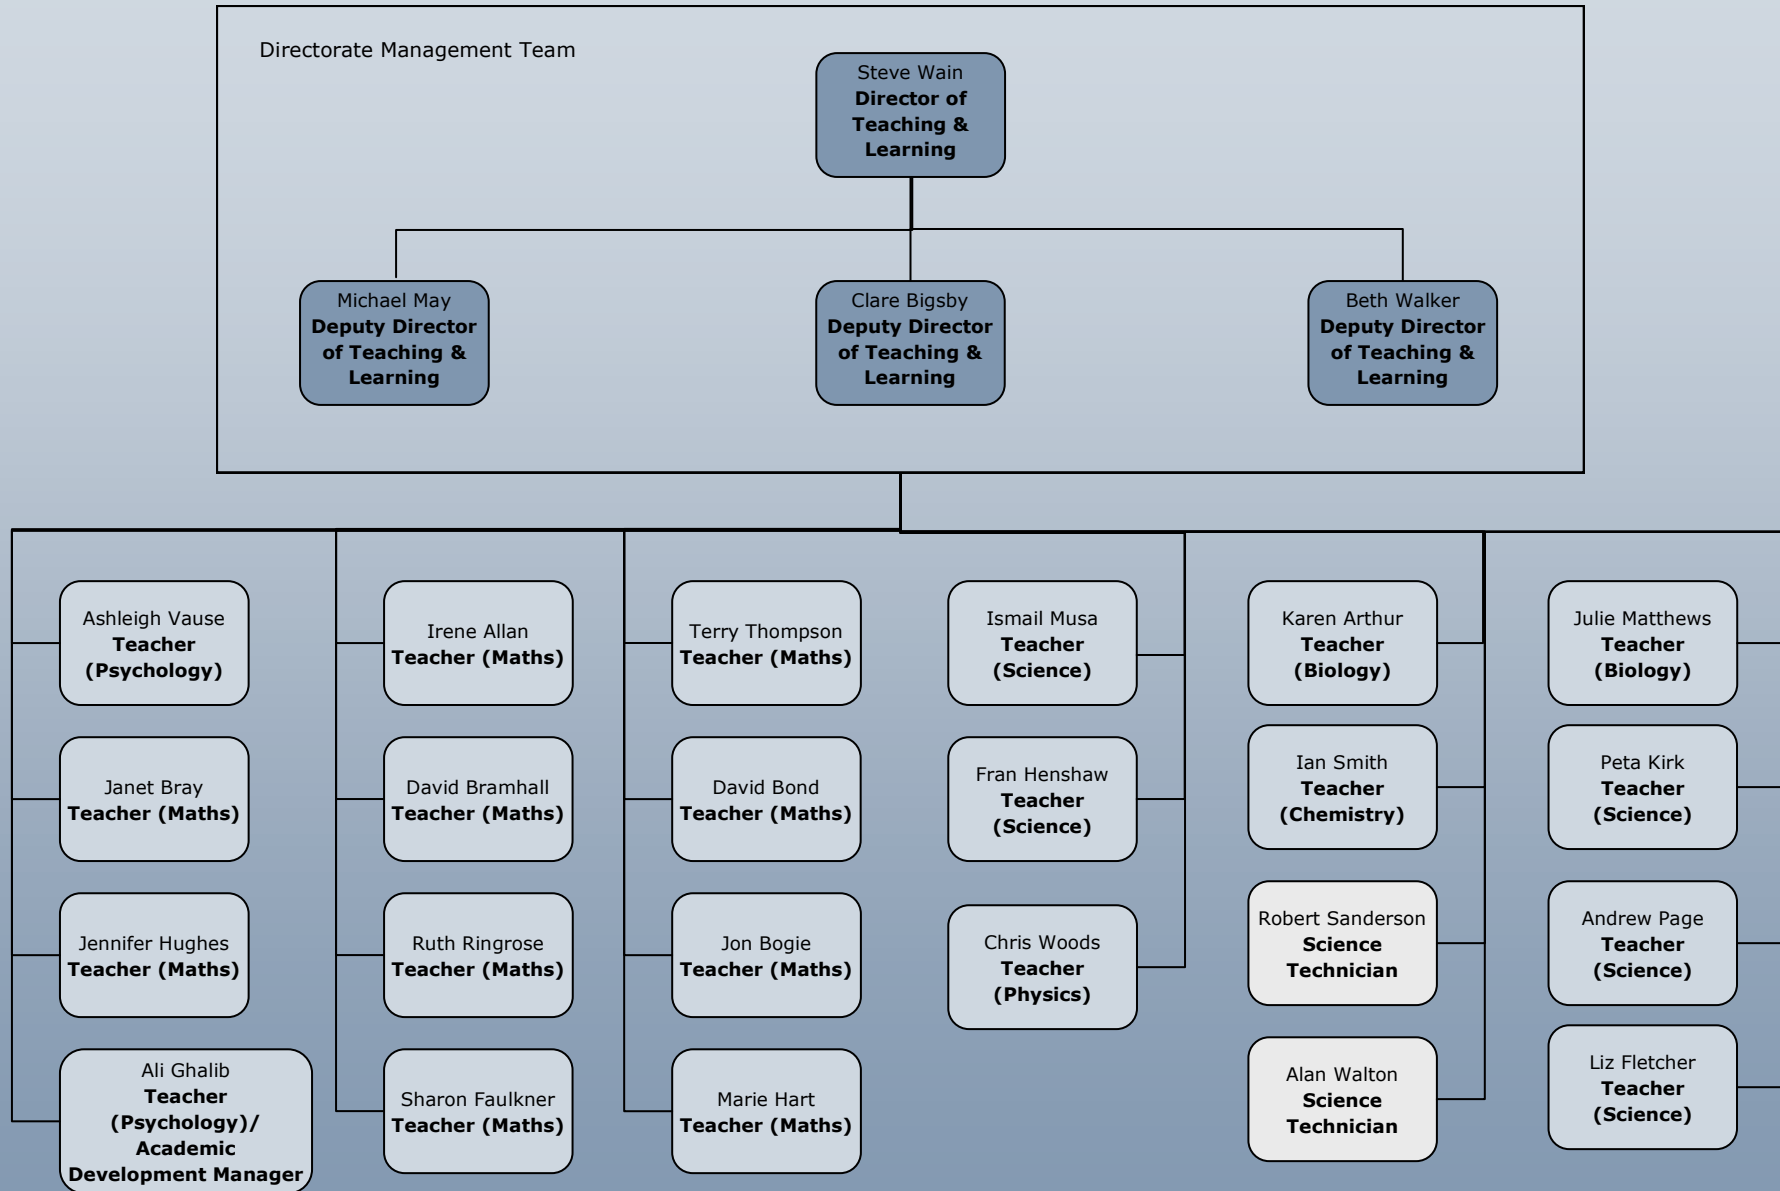 Directorate Management Team
Steve Wain
Director of
Teaching &
Learning
Michael May
Deputy Director
of Teaching &
Learning
Clare Bigsby
Deputy Director
of Teaching &
Learning
Beth Walker
Deputy Director
of Teaching &
Learning
Ashleigh Vause
Teacher
(Psychology)
Janet Bray
Teacher (Maths)
Jennifer Hughes
Teacher (Maths)
Ali Ghalib
Teacher
(Psychology)/
Academic
Development Manager
Irene Allan
Teacher (Maths)
David Bramhall
Teacher (Maths)
Ruth Ringrose
Teacher (Maths)
Sharon Faulkner
Teacher (Maths)
Terry Thompson
Teacher (Maths)
David Bond
Teacher (Maths)
Jon Bogie
Teacher (Maths)
Marie Hart
Teacher (Maths)
Ismail Musa
Teacher
(Science)
Fran Henshaw
Teacher
(Science)
Chris Woods
Teacher
(Physics)
Karen Arthur
Teacher
(Biology)
Ian Smith
Teacher
(Chemistry)
Robert Sanderson
Science
Technician
Alan Walton
Science
Technician
Julie Matthews
Teacher
(Biology)
Peta Kirk
Teacher
(Science)
Andrew Page
Teacher
(Science)
Liz Fletcher
Teacher
(Science)